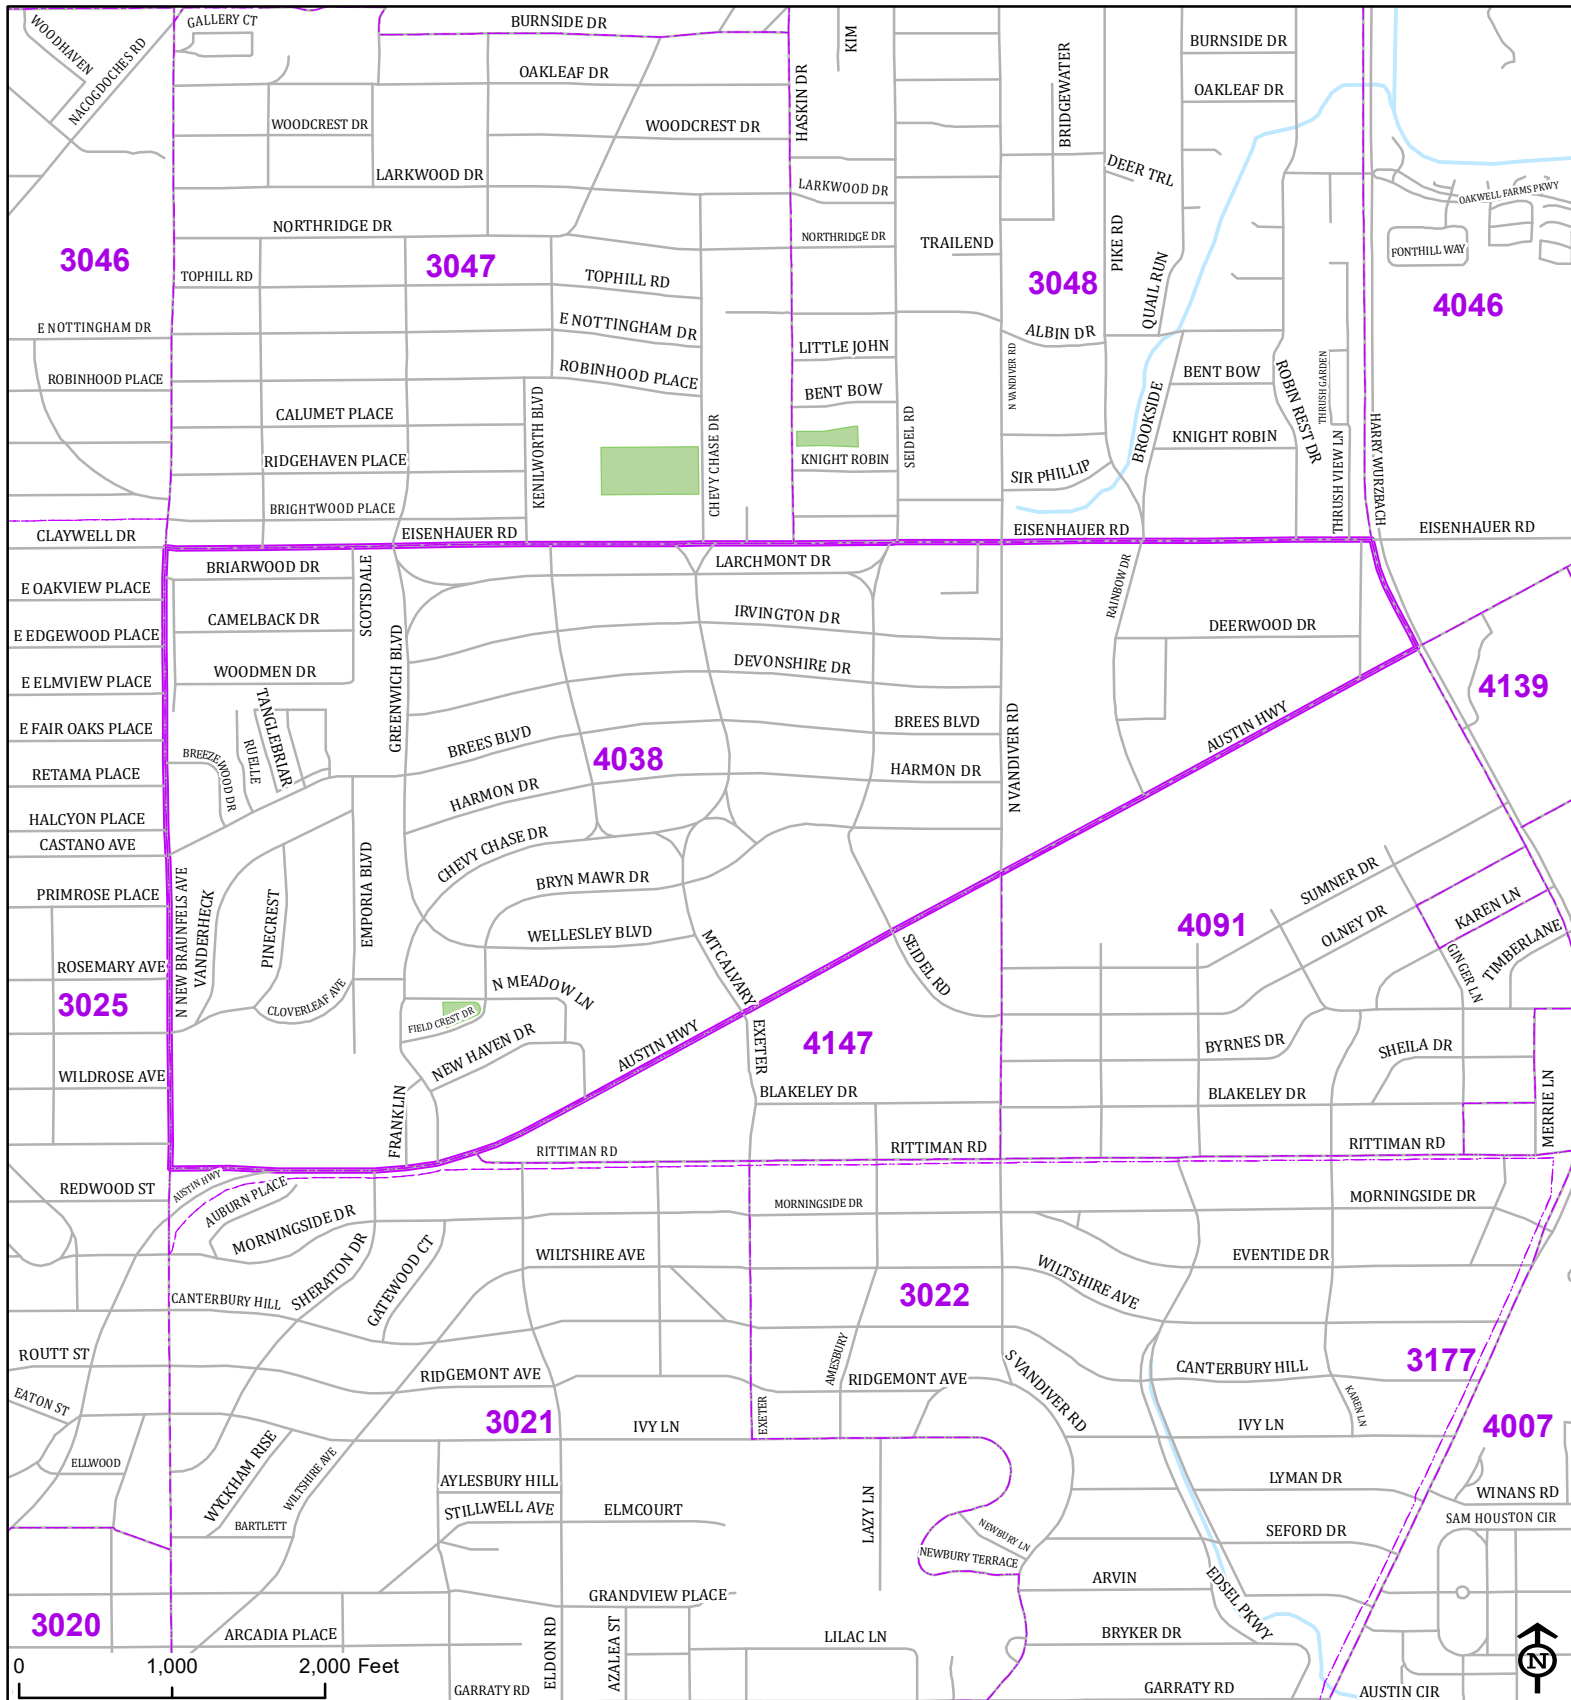 GALLERY CT
BURNSIDE DR
WOODHAVEN
NACOGDOCHES RD
KIM
BRIDGEWATER
BURNSIDE DR
OAKLEAF DR
OAKLEAF DR
HASKIN DR
WOODCREST DR
WOODCREST DR
LARKWOOD DR
LARKWOOD DR
DEER TRL
OAKWELL FARMS PKWY
NORTHRIDGE DR
NORTHRIDGE DR
TRAILEND
PIKE RD
FONTHILL WAY
3046
3047
3048
4046
TOPHILL RD
TOPHILL RD
QUAIL RUN
E NOTTINGHAM DR
E NOTTINGHAM DR
ALBIN DR
LITTLE JOHN
ROBINHOOD PLACE
ROBINHOOD PLACE
N VANDIVER RD
BENT BOW
BENT BOW
THRUSH GARDEN
ROBIN REST DR
BROOKSIDE
CALUMET PLACE
KENILWORTH BLVD
CHEVY CHASE DR
SEIDEL RD
KNIGHT ROBIN
KNIGHT ROBIN
RIDGEHAVEN PLACE
SIR PHILLIP
THRUSH VIEW LN
HARRY WURZBACH
BRIGHTWOOD PLACE
CLAYWELL DR
EISENHAUER RD
EISENHAUER RD
EISENHAUER RD
BRIARWOOD DR
LARCHMONT DR
E OAKVIEW PLACE
SCOTSDALE
RAINBOW DR
CAMELBACK DR
IRVINGTON DR
DEERWOOD DR
E EDGEWOOD PLACE
GREENWICH BLVD
WOODMEN DR
DEVONSHIRE DR
E ELMVIEW PLACE
4139
TANGLEBRIAR
RUELLE
BREEZEWOOD DR
E FAIR OAKS PLACE
BREES BLVD
BREES BLVD
N VANDIVER RD
AUSTIN HWY
4038
RETAMA PLACE
HARMON DR
HARMON DR
HALCYON PLACE
CASTANO AVE
CHEVY CHASE DR
PRIMROSE PLACE
N NEW BRAUNFELS AVE
VANDERHECK
PINECREST
EMPORIA BLVD
BRYN MAWR DR
SUMNER DR
KAREN LN
OLNEY DR
4091
WELLESLEY BLVD
MT CALVARY
SEIDEL RD
GINGER LN
TIMBERLANE
ROSEMARY AVE
3025
CLOVERLEAF AVE
N MEADOW LN
FIELD CREST DR
NEW HAVEN DR
AUSTIN HWY
EXETER
4147
BYRNES DR
SHEILA DR
WILDROSE AVE
BLAKELEY DR
BLAKELEY DR
FRANKLIN
MERRIE LN
RITTIMAN RD
RITTIMAN RD
RITTIMAN RD
REDWOOD ST
AUSTIN HWY
AUBURN PLACE
MORNINGSIDE DR
MORNINGSIDE DR
MORNINGSIDE DR
SHERATON DR
GATEWOOD CT
WILTSHIRE AVE
WILTSHIRE AVE
EVENTIDE DR
3022
CANTERBURY HILL
ROUTT ST
AMESBURY
S VANDIVER RD
CANTERBURY HILL
3177
RIDGEMONT AVE
RIDGEMONT AVE
EATON ST
KAREN LN
3021
EXETER
IVY LN
IVY LN
4007
ELLWOOD
WYCKHAM RISE
WILTSHIRE AVE
AYLESBURY HILL
LYMAN DR
WINANS RD
STILLWELL AVE
ELMCOURT
LAZY LN
BARTLETT
NEWBURY LN
SEFORD DR
SAM HOUSTON CIR
NEWBURY TERRACE
ARVIN
EDSEL PKWY
GRANDVIEW PLACE
3020
ARCADIA PLACE
ELDON RD
AZALEA ST
LILAC LN
BRYKER DR
N
0 1,000 2,000 Feet
GARRATY RD
GARRATY RD
AUSTIN CIR